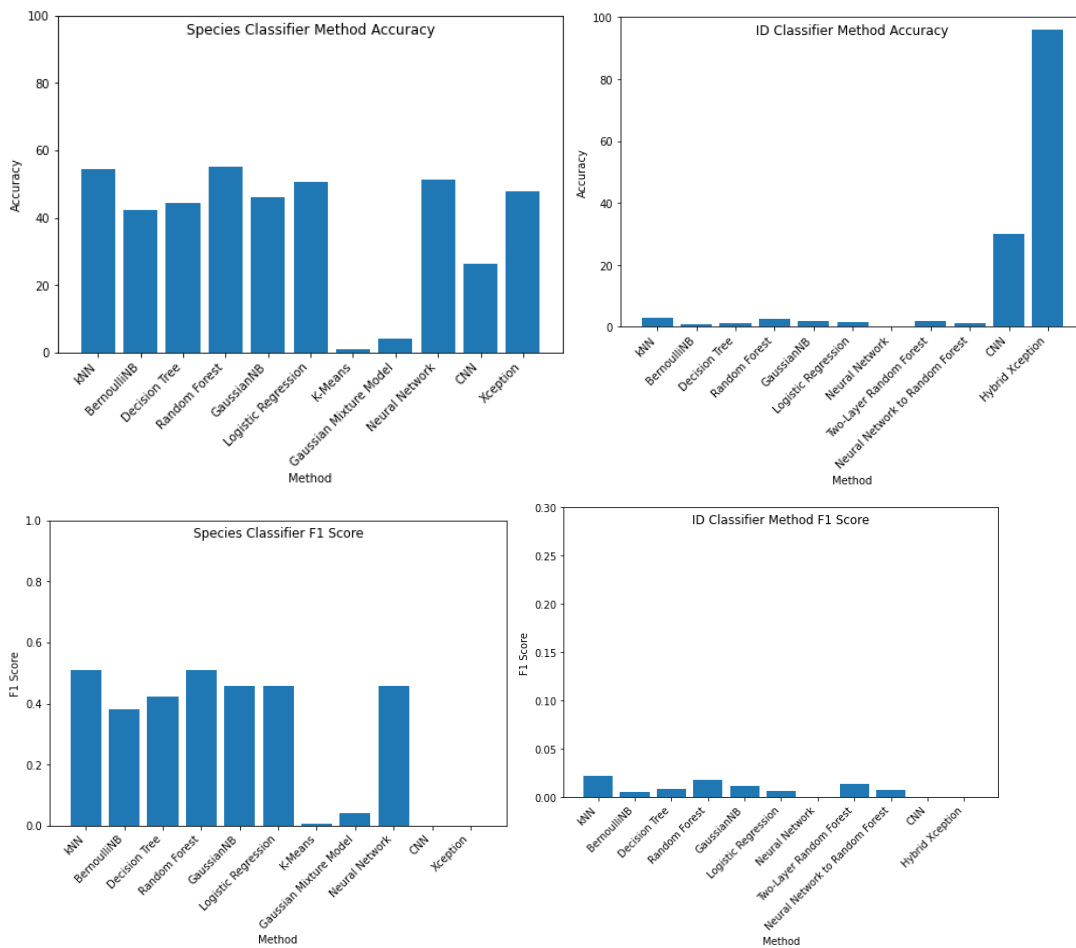 Species Classifier Method Accuracy
100
80
60
40
20
0
Accuracy
kNN
BernoulliNB
Decision Tree
Random Forest
GaussianNB
Logistic Regression
K-Means
Gaussian Mixture Model
Neural Network
CNN
Xception
Method
ID Classifier Method Accuracy
100
80
60
40
20
0
Accuracy
kNN
BernoulliNB
Decision Tree
Random Forest
GaussianNB
Logistic Regression
Neural Network
Two-Layer Random Forest
Neural Network to Random Forest
CNN
Hybrid Xception
Method
Species Classifier F1 Score
1.0
0.8
0.6
0.4
0.2
0.0
F1 Score
kNN
BernoulliNB
Decision Tree
Random Forest
GaussianNB
Logistic Regression
K-Means
Gaussian Mixture Model
Neural Network
CNN
Xception
Method
ID Classifier Method F1 Score
0.30
0.25
0.20
0.15
0.10
0.05
0.00
F1 Score
kNN
BernoulliNB
Decision Tree
Random Forest
GaussianNB
Logistic Regression
Neural Network
Two-Layer Random Forest
Neural Network to Random Forest
CNN
Hybrid Xception
Method